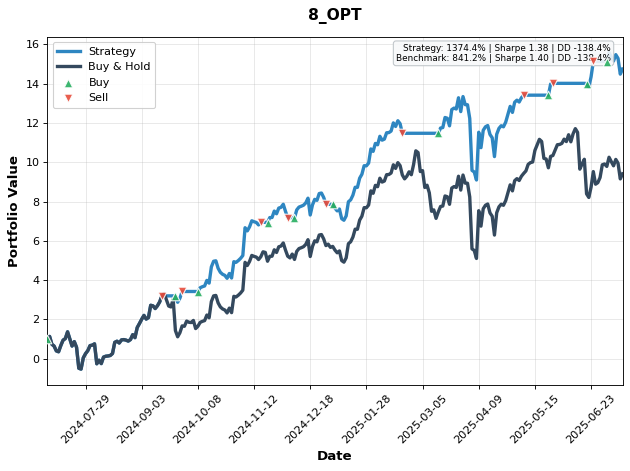 8_OPT
Strategy: 1374.4% | Sharpe 1.38 | DD -138.4%
Benchmark: 841.2% | Sharpe 1.40 | DD -138.4%
Strategy
Buy & Hold
Buy
Sell
Portfolio Value
16
14
12
10
8
6
4
2
0
2024-07-29
2024-09-03
2024-10-08
2024-11-12
2024-12-18
2025-01-28
2025-03-05
2025-04-09
2025-05-15
2025-06-23
Date